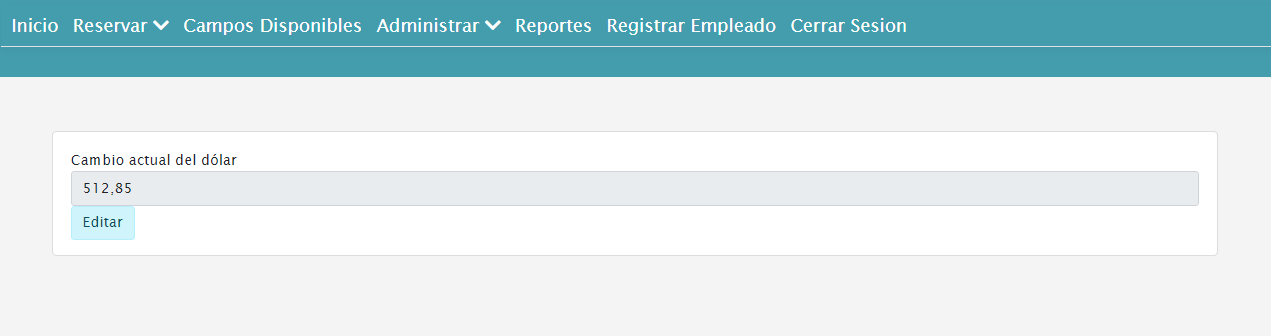 Inicio Reservar Campos Disponibles Administrar Reportes Registrar Empleado Cerrar Sesion
Cambio actual del dólar
512,85
Editar